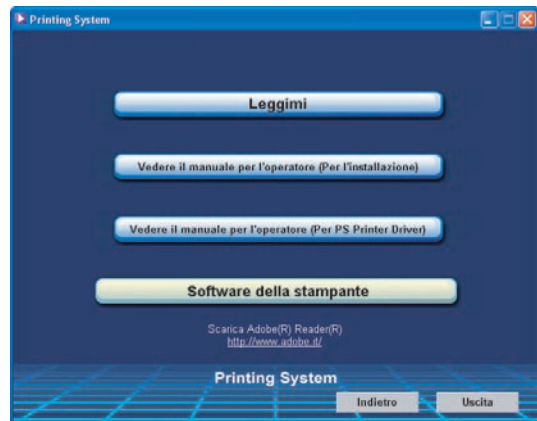 Printing System
Leggimi
Vedere il manuale per l'operatore (Per l'installazione)
Vedere il manuale per l'operatore (Per PS Printer Driver)
Software della stampante
Scarica Adobe(R) Reader(R)
http://www.adobe.it/
Printing System
Indietro Uscita